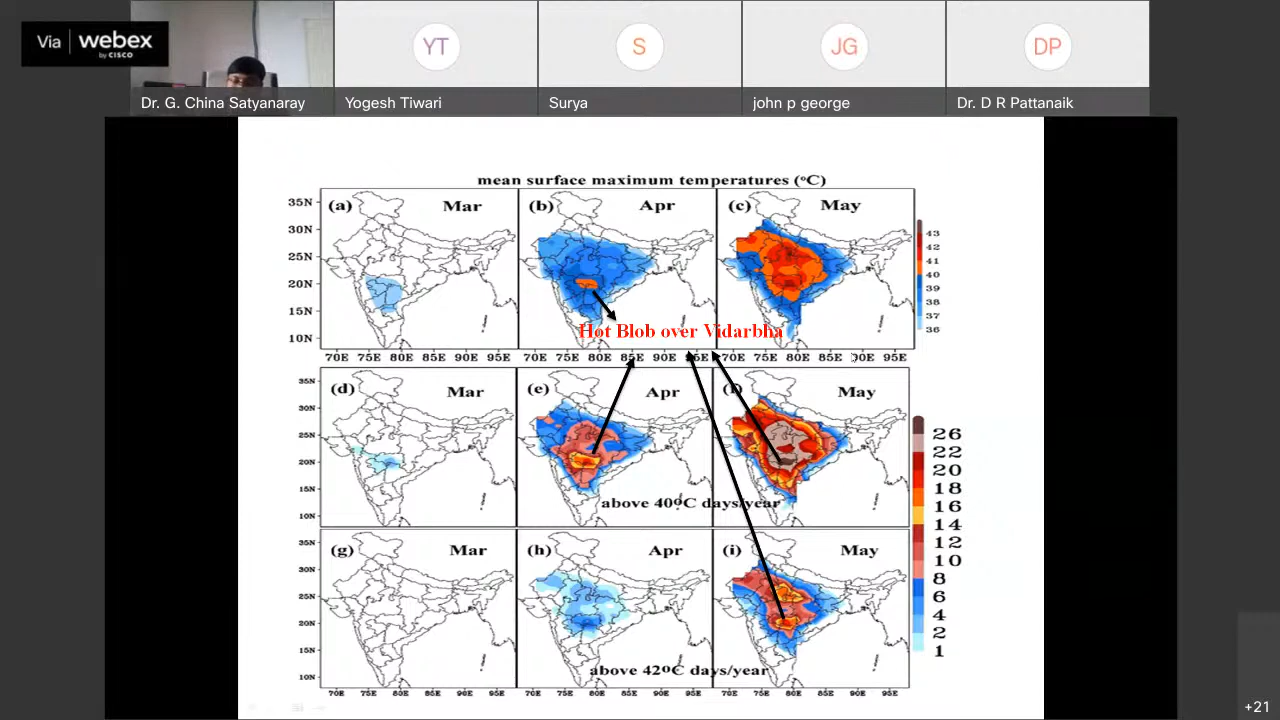 Via webex
by CISCO
YT
S
JG
DP
Dr. G. China Satyanaray
Yogesh Tiwari
Surya
john p george
Dr. D R Pattanaik
mean surface maximum temperatures (°C)
35N
30N
25N
20N
15N
10N
(a) Mar
(b) Apr
(c) May
43
42
41
40
39
38
37
36
Hot Blob over Vidarbha
70E 75E 80E 85E 90E 95E
70E 75E 80E 85E 90E 95E
70E 75E 80E 85E 90E 95E
35N
30N
25N
20N
15N
10N
(d) Mar
(e) Apr
(f) May
above 40°C days/year
35N
30N
25N
20N
15N
10N
(g) Mar
(h) Apr
(i) May
above 42°C days/year
70E 75E 80E 85E 90E 95E
70E 75E 80E 85E 90E 95E
70E 75E 80E 85E 90E 95E
26
22
20
18
16
14
12
10
8
6
4
2
1
+21